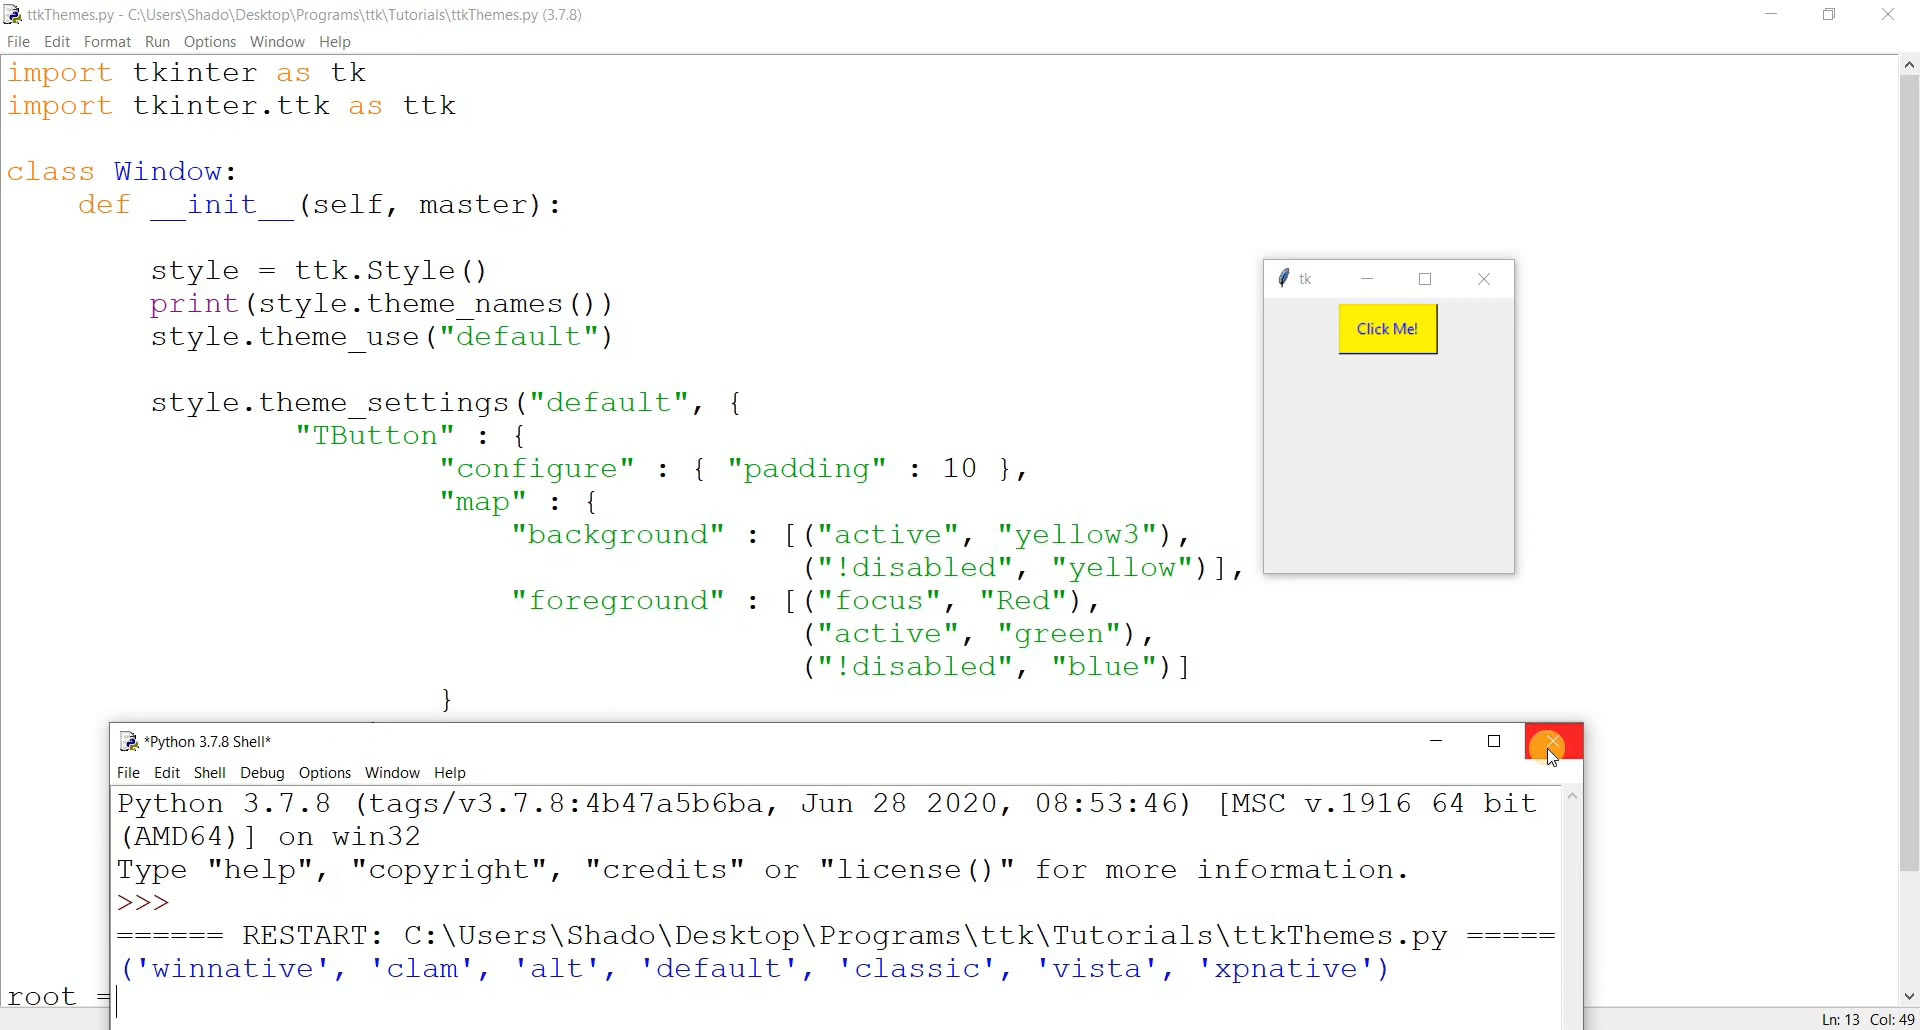 ttkThemes.py - C:\Users\Shado\Desktop\Programs\ttk\Tutorials\ttkThemes.py (3.7.8)
File Edit Format Run Options Window Help
import tkinter as tk
import tkinter.ttk as ttk
class Window:
    def __init__(self, master):
        style = ttk.Style()
        print(style.theme_names())
        style.theme_use("default")
        style.theme_settings("default", {
                "TButton" : {
                        "configure" : { "padding" : 10 },
                        "map" : {
                            "background" : [("active", "yellow3"),
                                            ("!disabled", "yellow")],
                            "foreground" : [("focus", "Red"),
                                            ("active", "green"),
                                            ("!disabled", "blue")]
                        }
root =
tk
Click Me!
*Python 3.7.8 Shell*
File Edit Shell Debug Options Window Help
Python 3.7.8 (tags/v3.7.8:4b47a5b6ba, Jun 28 2020, 08:53:46) [MSC v.1916 64 bit
(AMD64)] on win32
Type "help", "copyright", "credits" or "license()" for more information.
>>>
====== RESTART: C:\Users\Shado\Desktop\Programs\ttk\Tutorials\ttkThemes.py =====
('winnative', 'clam', 'alt', 'default', 'classic', 'vista', 'xpnative')
Ln: 13 Col: 49